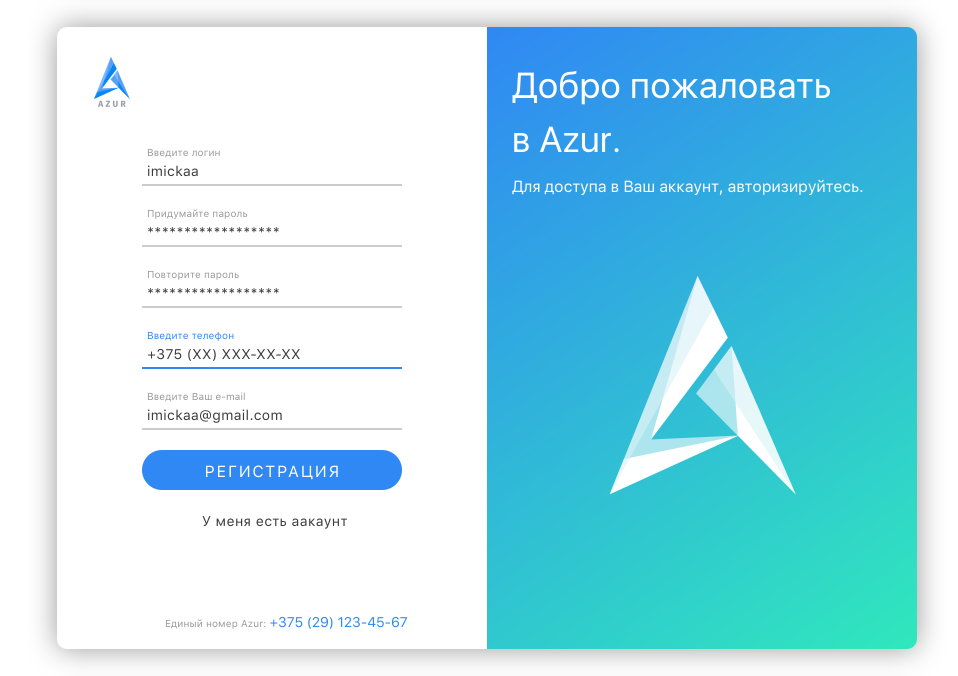 AZUR
Введите логин
imickaa
Придумайте пароль
******************
Повторите пароль
******************
Введите телефон
+375 (XX) XXX-XX-XX
Введите Ваш e-mail
imickaa@gmail.com
РЕГИСТРАЦИЯ
У меня есть аакаунт
Единый номер Azur: +375 (29) 123-45-67
Добро пожаловать
в Azur.
Для доступа в Ваш аккаунт, авторизируйтесь.